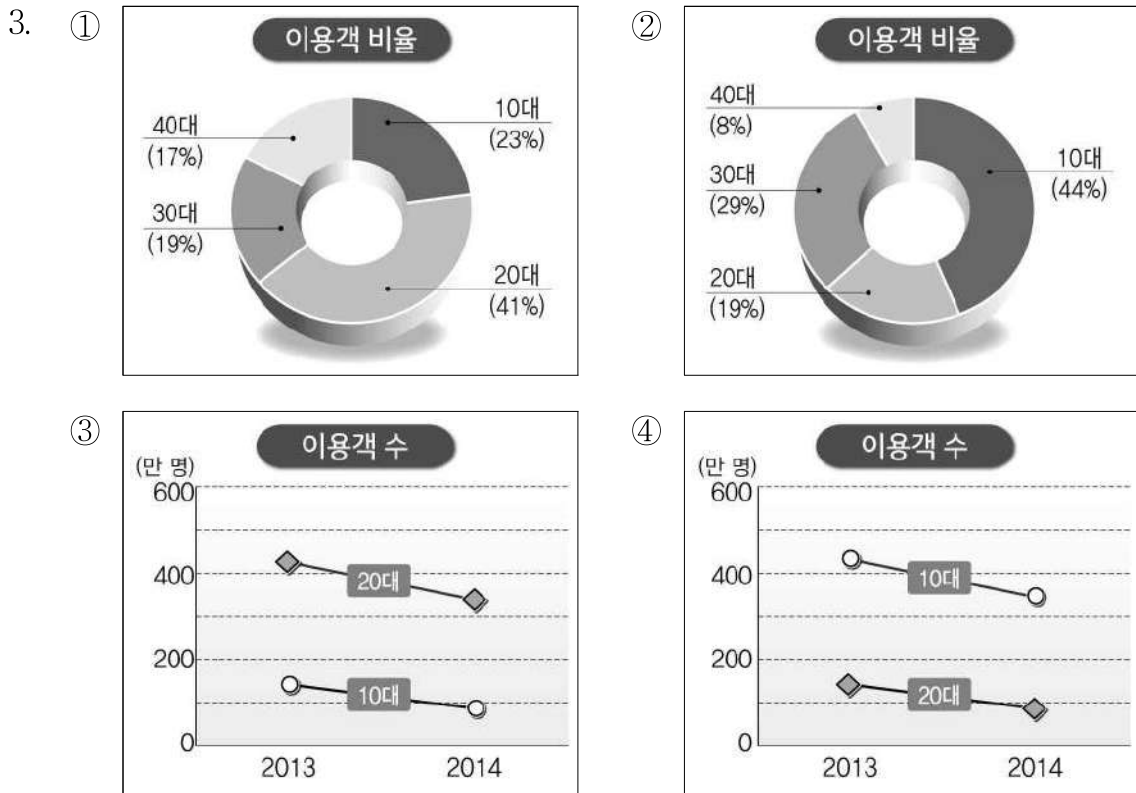 3.
①
이용객 비율
10대
(23%)
20대
(41%)
30대
(19%)
40대
(17%)
②
이용객 비율
10대
(44%)
20대
(19%)
30대
(29%)
40대
(8%)
③
이용객 수
(만 명)
600
400
200
0
20대
10대
2013
2014
④
이용객 수
(만 명)
600
400
200
0
10대
20대
2013
2014